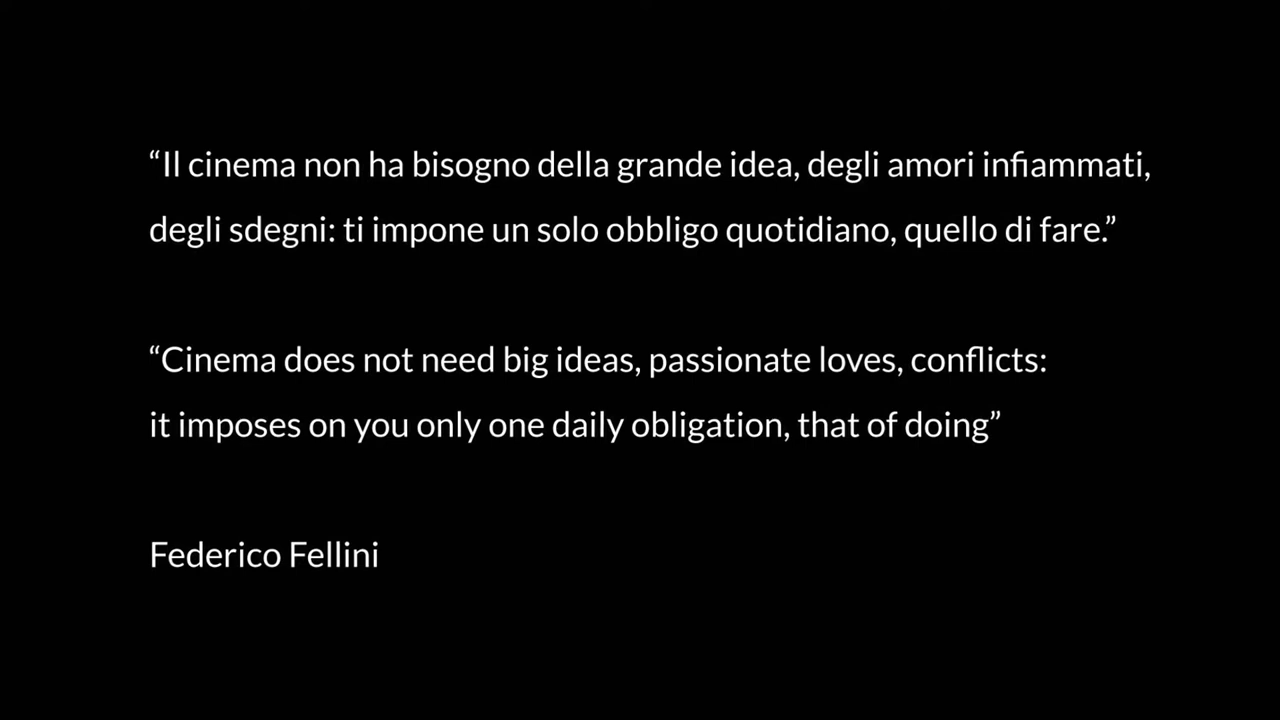 “Il cinema non ha bisogno della grande idea, degli amori infiammati,
degli sdegni: ti impone un solo obbligo quotidiano, quello di fare.”
“Cinema does not need big ideas, passionate loves, conflicts:
it imposes on you only one daily obligation, that of doing”
Federico Fellini